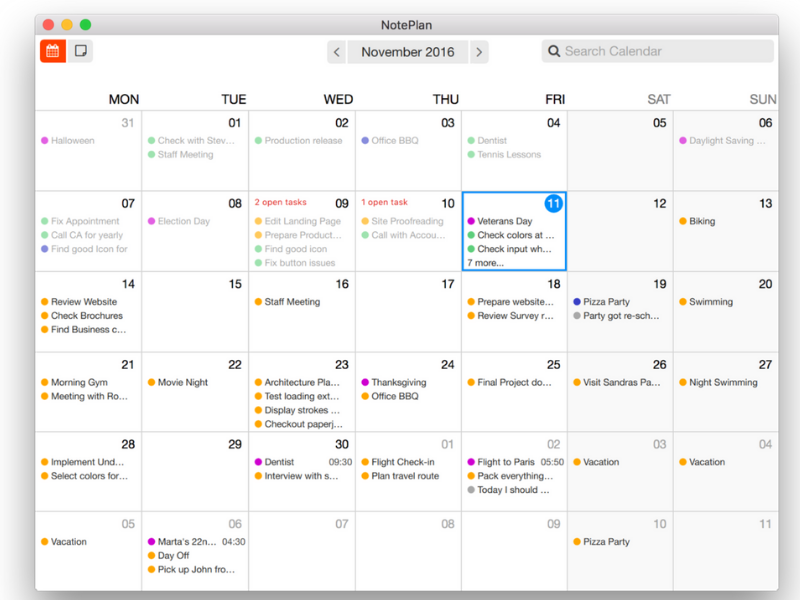 NotePlan
November 2016
Search Calendar
MON TUE WED THU FRI SAT SUN
31 01 02 03 04 05 06
Halloween
Check with Stev...
Staff Meeting
Production release
Office BBQ
Dentist
Tennis Lessons
Daylight Saving ...
07 08 2 open tasks 09 1 open task 10 11 12 13
Fix Appointment
Call CA for yearly
Find good Icon for
Election Day
Edit Landing Page
Prepare Product...
Find good icon
Fix button issues
Site Proofreading
Call with Accou...
Veterans Day
Check colors at ...
Check input wh...
7 more...
Biking
14 15 16 17 18 19 20
Review Website
Check Brochures
Find Business c...
Staff Meeting
Prepare website...
Review Survey r...
Pizza Party
Party got re-sch...
Swimming
21 22 23 24 25 26 27
Morning Gym
Meeting with Ro...
Movie Night
Architecture Pla...
Test loading ext...
Display strokes ...
Checkout paperj...
Thanksgiving
Office BBQ
Final Project do...
Visit Sandras Pa...
Night Swimming
28 29 30 01 02 03 04
Implement Und...
Select colors for...
Dentist 09:30
Interview with s...
Flight Check-in
Plan travel route
Flight to Paris 05:50
Pack everything...
Today I should ...
Vacation
Vacation
05 06 07 08 09 10 11
Vacation
Marta's 22n... 04:30
Day Off
Pick up John fro...
Pizza Party